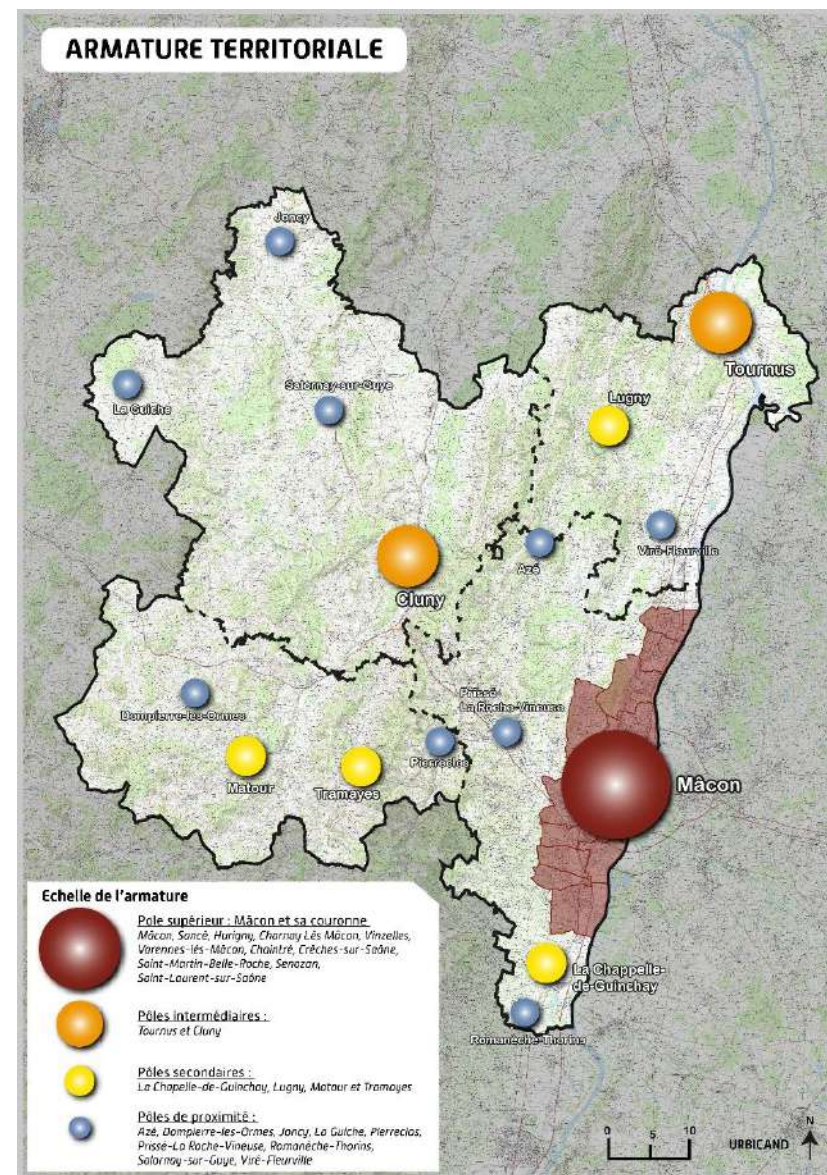 ARMATURE TERRITORIALE
Joncy
Tournus
La Guiche
Salornay-sur-Guye
Lugny
Viré-Fleurville
Azé
Cluny
Dompierre-les-Ormes
Prissé
La Roche-Vineuse
Pierreclos
Matour
Tramayes
Mâcon
La Chappelle-
de-Guinchay
Romanèche-Thorins
Echelle de l'armature
Pole supérieur : Mâcon et sa couronne
Mâcon, Sancé, Hurigny, Charnay Lès Mâcon, Vinzelles,
Varennes-lès-Mâcon, Chaintré, Crêches-sur-Saône,
Saint-Martin-Belle-Roche, Senozan,
Saint-Laurent-sur-Saône
Pôles intermédiaires :
Tournus et Cluny
Pôles secondaires :
La Chapelle-de-Guinchay, Lugny, Matour et Tramayes
Pôles de proximité :
Azé, Dompierre-les-Ormes, Joncy, La Guiche, Pierreclos,
Prissé-La Roche-Vineuse, Romanèche-Thorins,
Salornay-sur-Guye, Viré-Fleurville
0 5 10
URBICAND
N